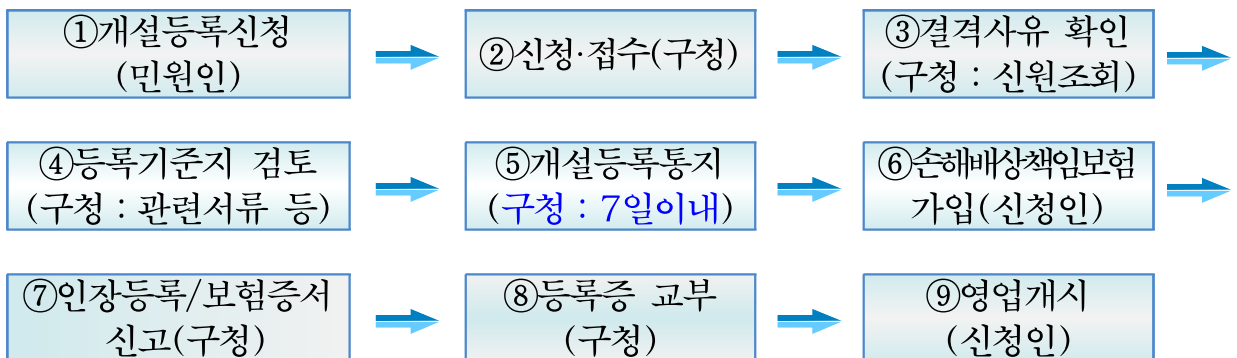 ①개설등록신청
(민원인)
②신청·접수(구청)
③결격사유 확인
(구청 : 신원조회)
④등록기준지 검토
(구청 : 관련서류 등)
⑤개설등록통지
(구청 : 7일이내)
⑥손해배상책임보험
가입(신청인)
⑦인장등록/보험증서
신고(구청)
⑧등록증 교부
(구청)
⑨영업개시
(신청인)